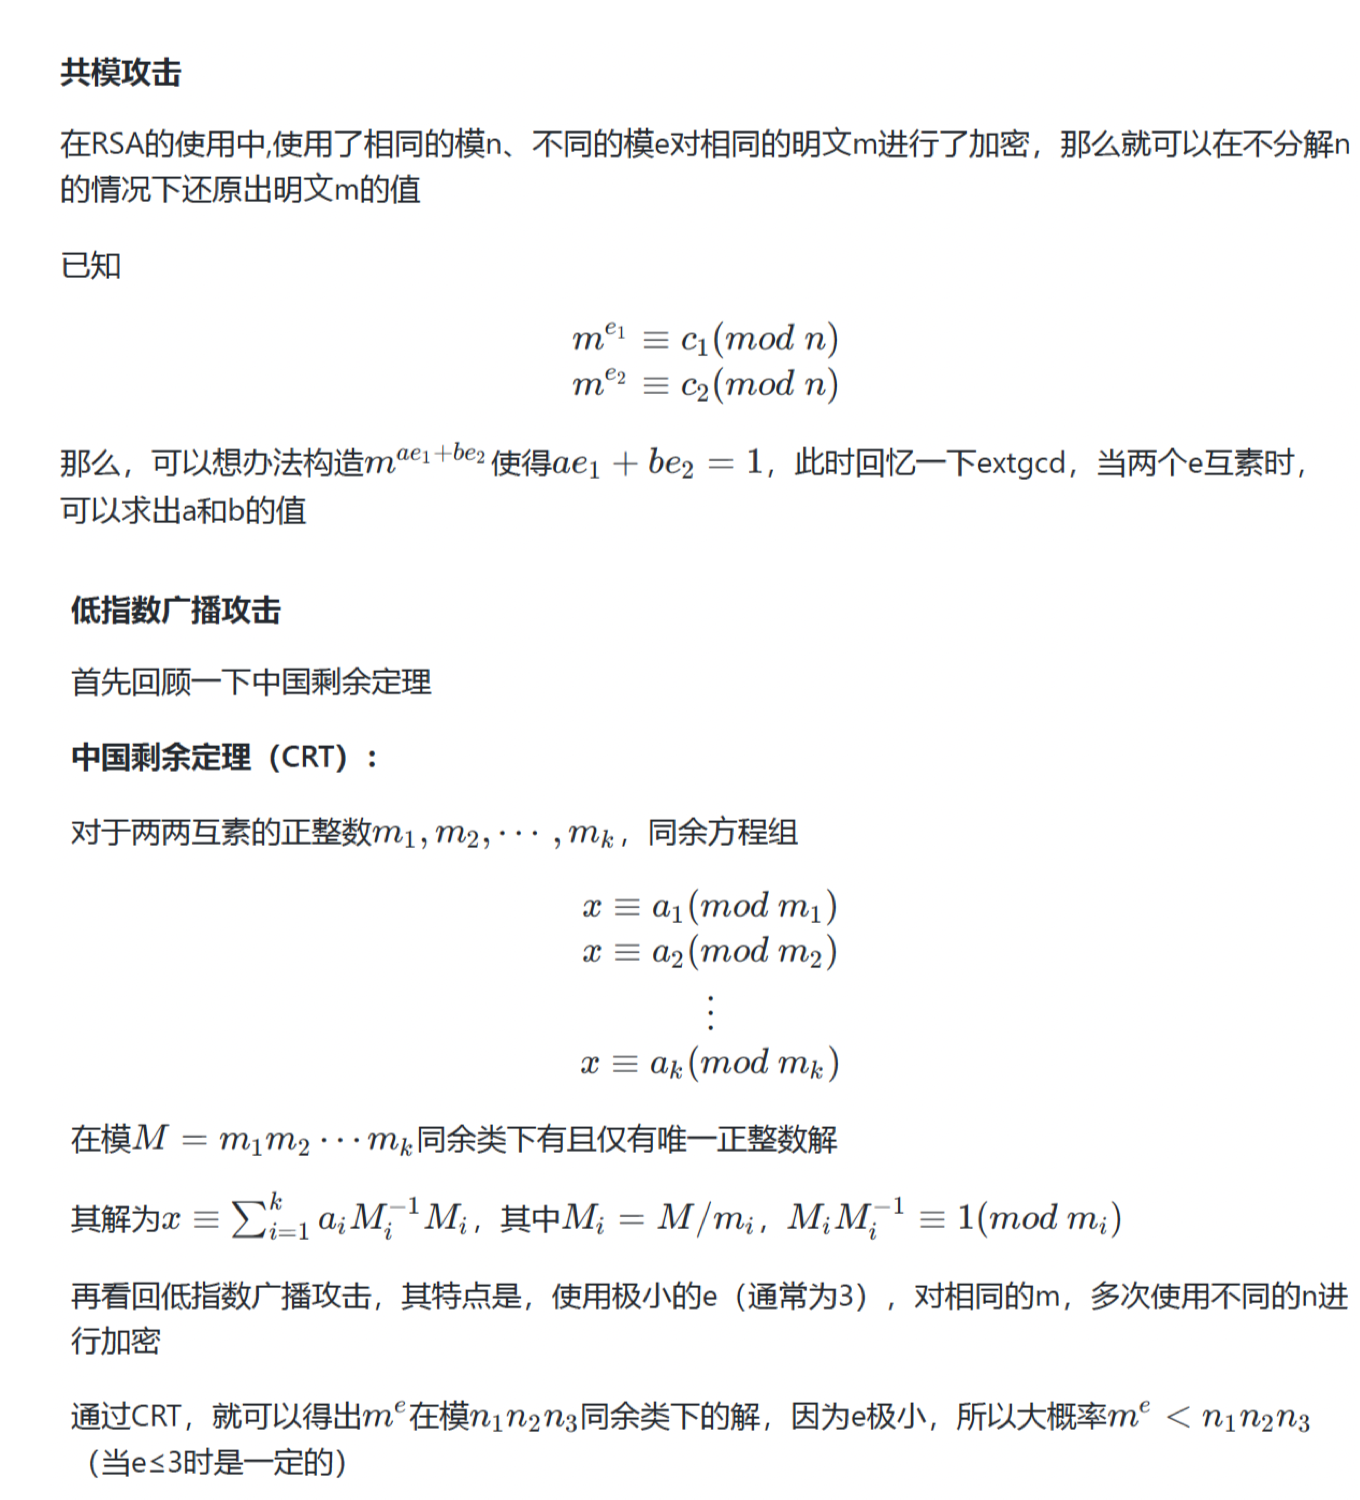 共模攻击
在RSA的使用中,使用了相同的模n、不同的模e对相同的明文m进行了加密，那么就可以在不分解n
的情况下还原出明文m的值
已知
$m^{e_1} \equiv c_1(mod\ n)$
$m^{e_2} \equiv c_2(mod\ n)$
那么，可以想办法构造$m^{ae_1+be_2}$使得$ae_1 + be_2 = 1$，此时回忆一下extgcd，当两个e互素时，
可以求出a和b的值
低指数广播攻击
首先回顾一下中国剩余定理
中国剩余定理（CRT）：
对于两两互素的正整数$m_1, m_2, \cdots, m_k$，同余方程组
$x \equiv a_1(mod\ m_1)$
$x \equiv a_2(mod\ m_2)$
$\vdots$
$x \equiv a_k(mod\ m_k)$
在模$M = m_1m_2 \cdots m_k$同余类下有且仅有唯一正整数解
其解为$x \equiv \sum_{i=1}^{k} a_iM_i^{-1}M_i$，其中$M_i = M/m_i$，$M_iM_i^{-1} \equiv 1(mod\ m_i)$
再看回低指数广播攻击，其特点是，使用极小的e（通常为3），对相同的m，多次使用不同的n进
行加密
通过CRT，就可以得出$m^e$在模$n_1n_2n_3$同余类下的解，因为e极小，所以大概率$m^e < n_1n_2n_3$
（当e≤3时是一定的）